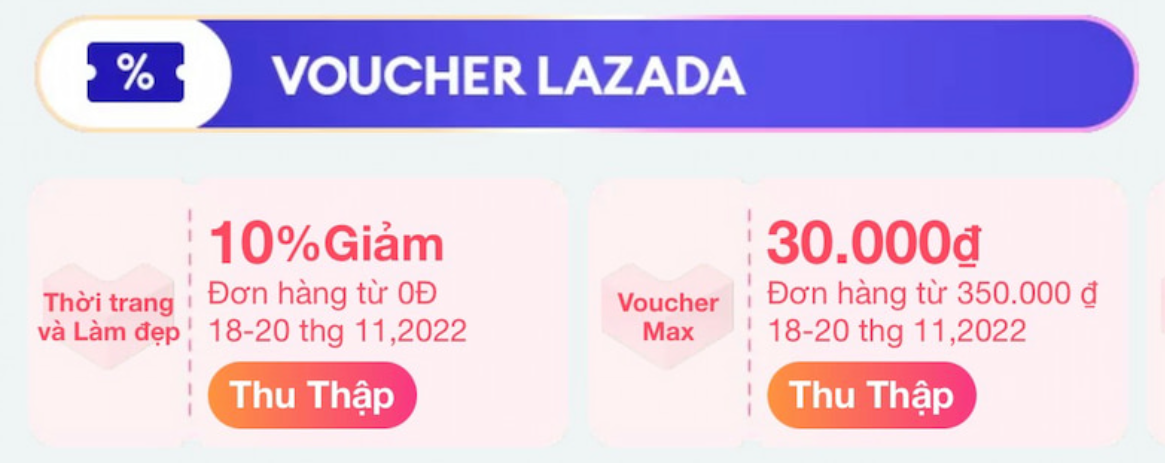 %
VOUCHER LAZADA
Thời trang
và Làm đẹp
10%Giảm
Đơn hàng từ 0Đ
18-20 thg 11,2022
Thu Thập
Voucher
Max
30.000₫
Đơn hàng từ 350.000 ₫
18-20 thg 11,2022
Thu Thập